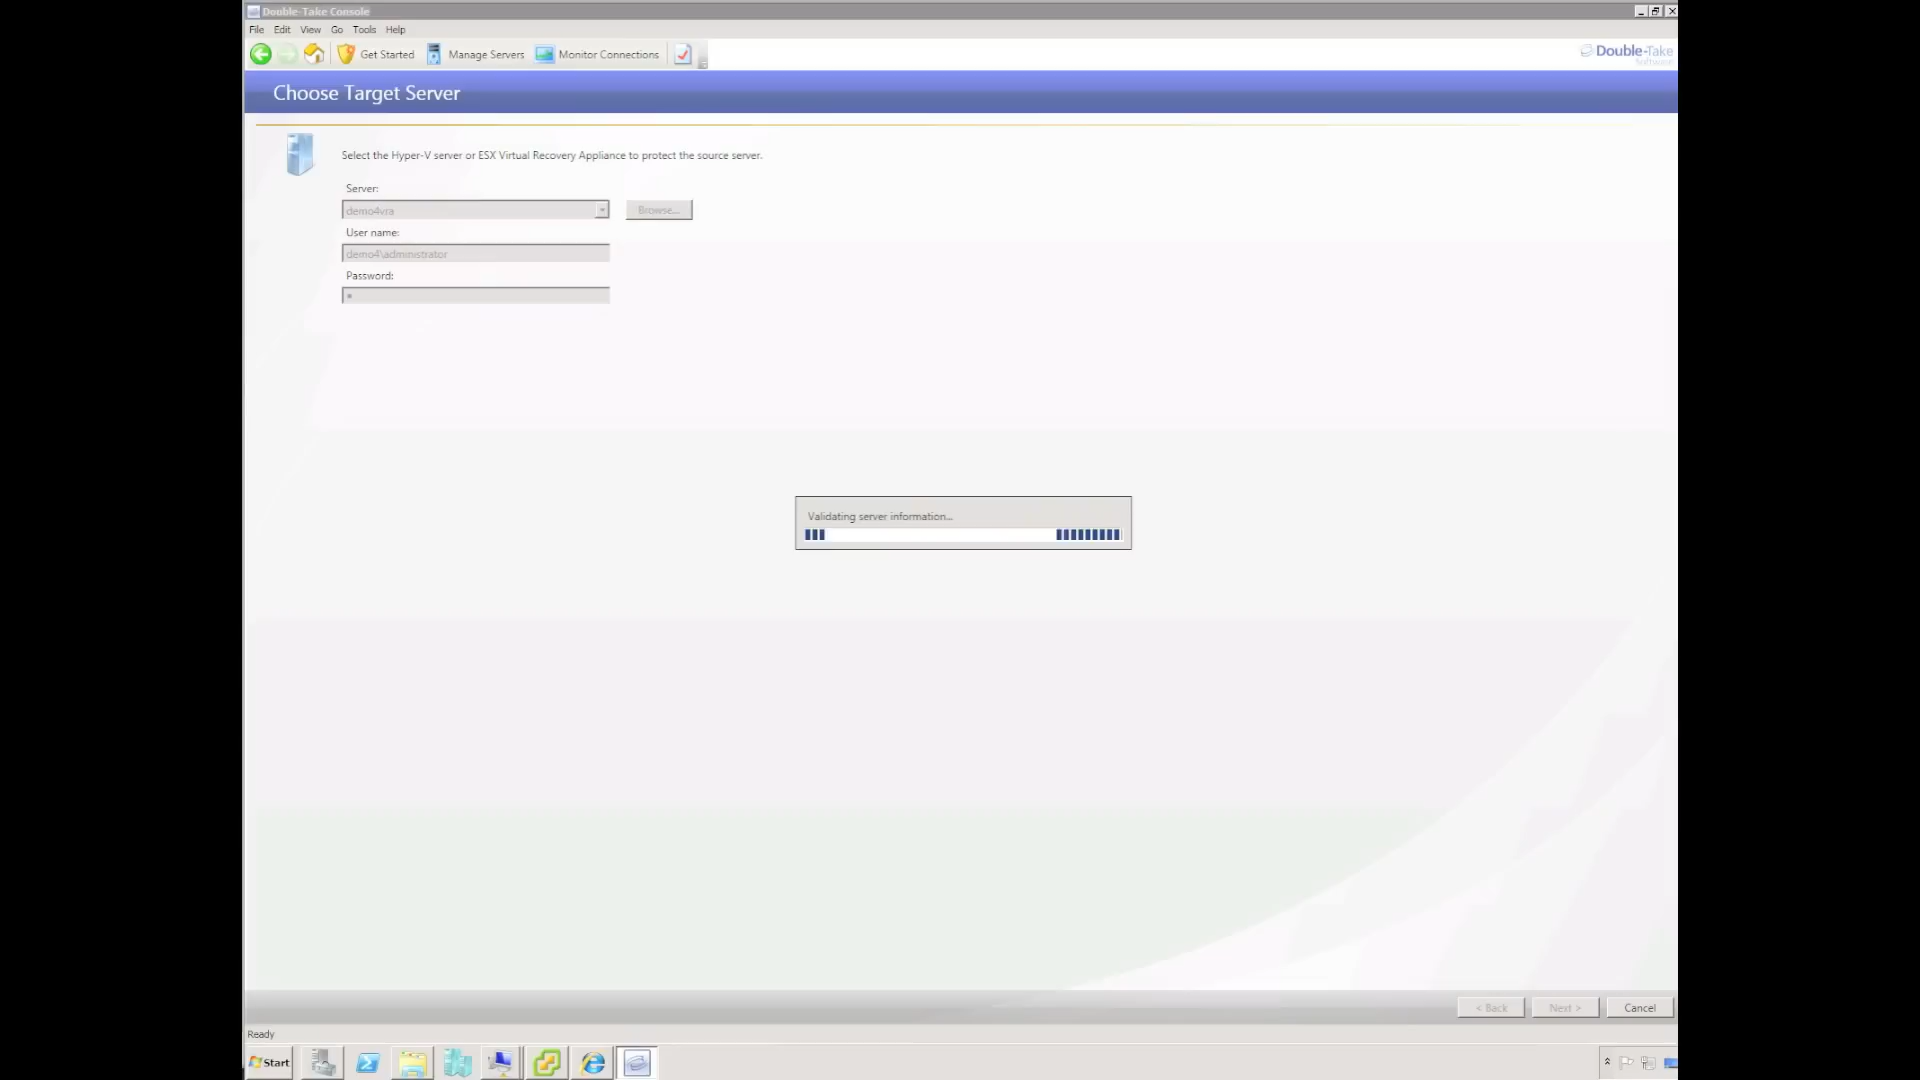 Double-Take Console
File Edit View Go Tools Help
Get Started Manage Servers Monitor Connections
Double-Take
Software
Choose Target Server
Select the Hyper-V server or ESX Virtual Recovery Appliance to protect the source server.
Server:
demo4vra
Browse...
User name:
demo4\administrator
Password:
Validating server information...
< Back Next > Cancel
Ready
Start